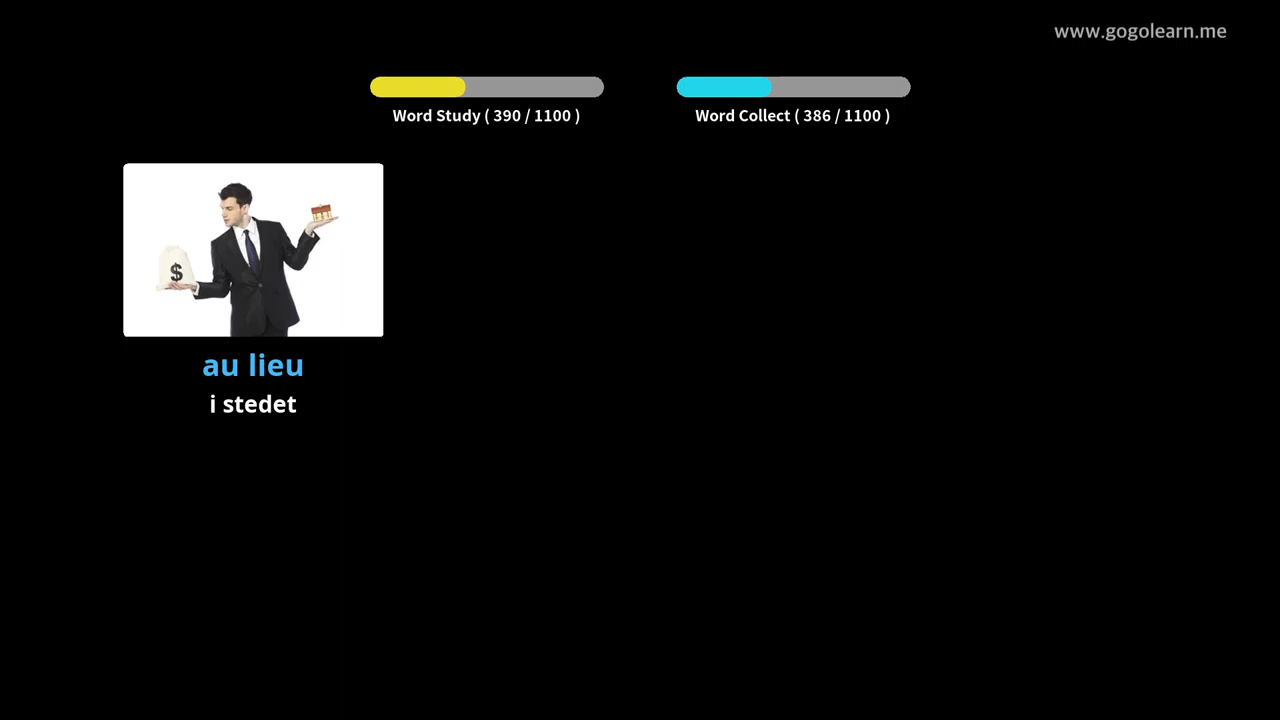 www.gogolearn.me
Word Study ( 390 / 1100 )
Word Collect ( 386 / 1100 )
$
au lieu
i stedet